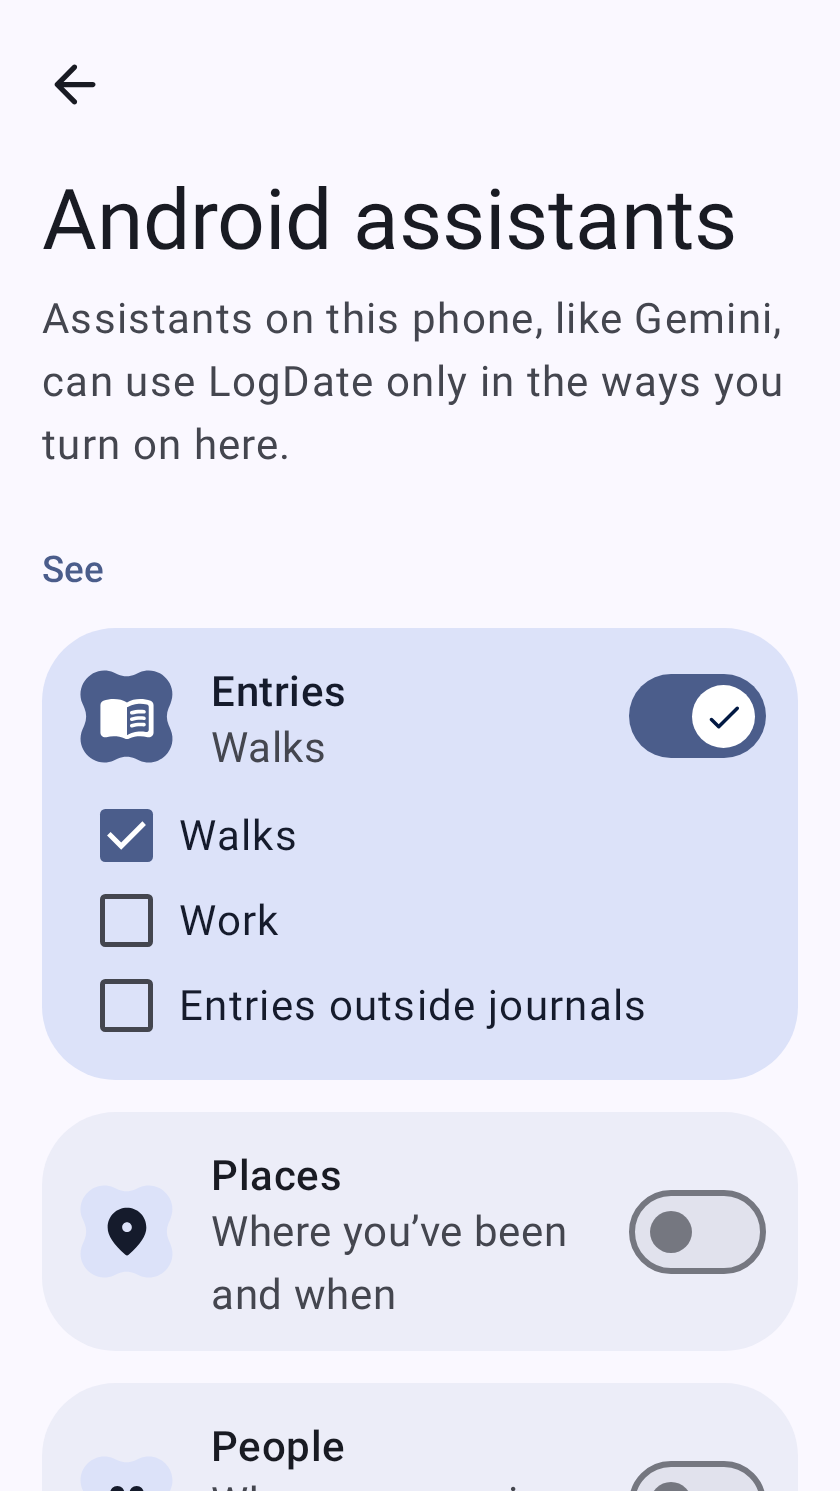 Android assistants
Assistants on this phone, like Gemini,
can use LogDate only in the ways you
turn on here.
See
Entries
Walks
Walks
Work
Entries outside journals
Places
Where you’ve been
and when
People